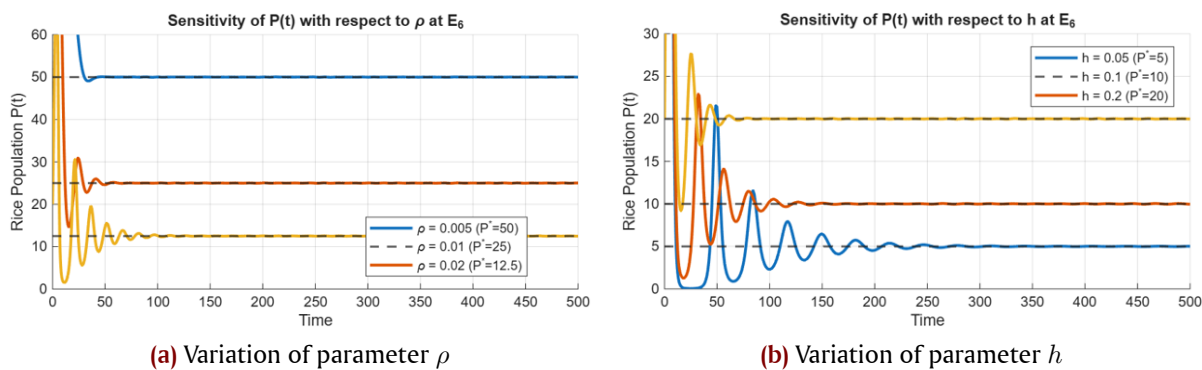 Sensitivity of P(t) with respect to ρ at E₆
Rice Population P(t)
60
50
40
30
20
10
0
ρ = 0.005 (P*=50)
ρ = 0.01 (P*=25)
ρ = 0.02 (P*=12.5)
0 50 100 150 200 250 300 350 400 450 500
Time
(a) Variation of parameter ρ
Sensitivity of P(t) with respect to h at E₆
Rice Population P(t)
30
25
20
15
10
5
0
h = 0.05 (P*=5)
h = 0.1 (P*=10)
h = 0.2 (P*=20)
0 50 100 150 200 250 300 350 400 450 500
Time
(b) Variation of parameter h